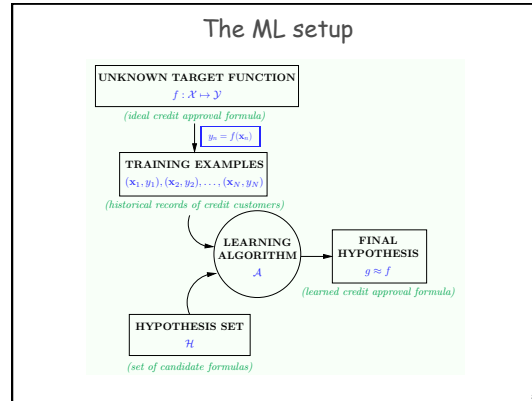 The ML setup
UNKNOWN TARGET FUNCTION
f : 𝒳 ↦ 𝒴
(ideal credit approval formula)
yₙ = f(xₙ)
TRAINING EXAMPLES
(x₁, y₁), (x₂, y₂), . . . , (x_N, y_N)
(historical records of credit customers)
LEARNING
ALGORITHM
𝒜
FINAL
HYPOTHESIS
g ≈ f
(learned credit approval formula)
HYPOTHESIS SET
ℋ
(set of candidate formulas)